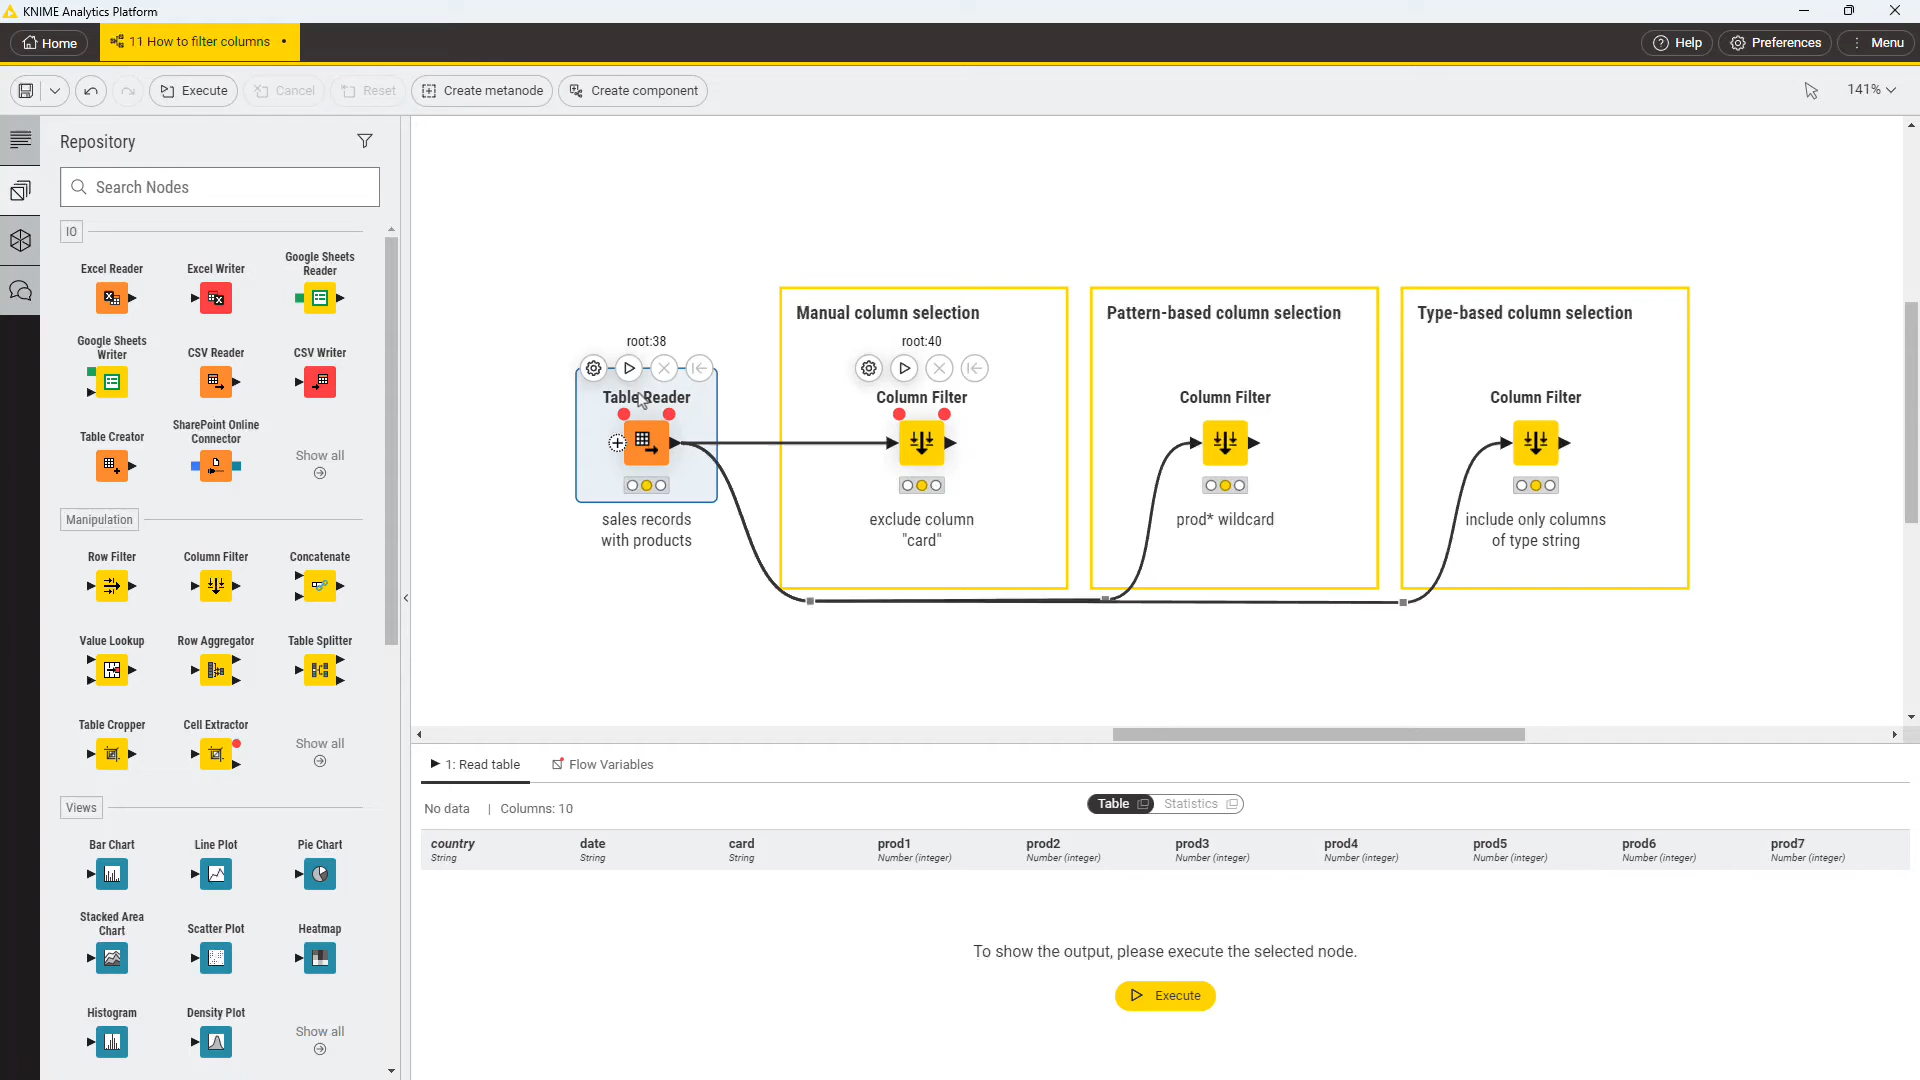 KNIME Analytics Platform
Home
11 How to filter columns •
Help
Preferences
Menu
Execute
Cancel
Reset
Create metanode
Create component
141%
Repository
Search Nodes
IO
Excel Reader
Excel Writer
Google Sheets
Reader
Google Sheets
Writer
CSV Reader
CSV Writer
Table Creator
SharePoint Online
Connector
Show all
Manipulation
Row Filter
Column Filter
Concatenate
Value Lookup
Row Aggregator
Table Splitter
Table Cropper
Cell Extractor
Show all
Views
Bar Chart
Line Plot
Pie Chart
Stacked Area
Chart
Scatter Plot
Heatmap
Histogram
Density Plot
Show all
root:38
Table Reader
sales records
with products
Manual column selection
root:40
Column Filter
exclude column
"card"
Pattern-based column selection
Column Filter
prod* wildcard
Type-based column selection
Column Filter
include only columns
of type string
1: Read table
Flow Variables
No data | Columns: 10
Table
Statistics
country
String
date
String
card
String
prod1
Number (integer)
prod2
Number (integer)
prod3
Number (integer)
prod4
Number (integer)
prod5
Number (integer)
prod6
Number (integer)
prod7
Number (integer)
To show the output, please execute the selected node.
Execute